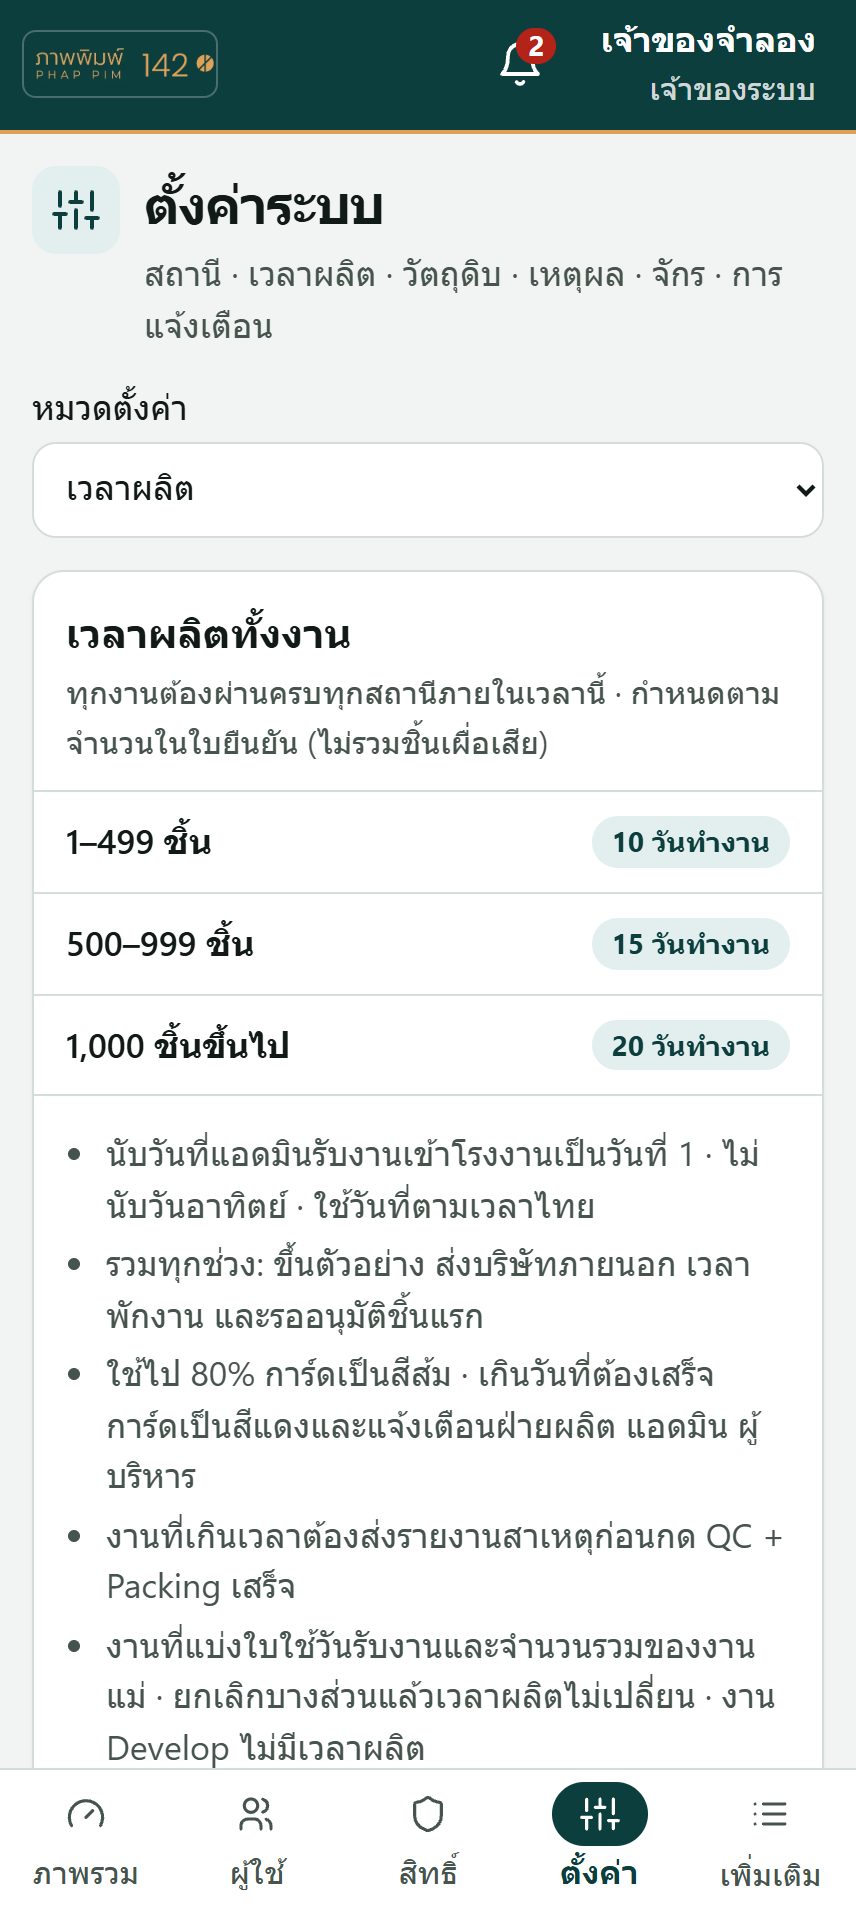 ภาพพิมพ์
PHAP PIM
142
2
เจ้าของจำลอง
เจ้าของระบบ
ตั้งค่าระบบ
สถานี · เวลาผลิต · วัตถุดิบ · เหตุผล · จักร · การ
แจ้งเตือน
หมวดตั้งค่า
เวลาผลิต
เวลาผลิตทั้งงาน
ทุกงานต้องผ่านครบทุกสถานีภายในเวลานี้ · กำหนดตาม
จำนวนในใบยืนยัน (ไม่รวมชิ้นเผื่อเสีย)
1–499 ชิ้น
10 วันทำงาน
500–999 ชิ้น
15 วันทำงาน
1,000 ชิ้นขึ้นไป
20 วันทำงาน
นับวันที่แอดมินรับงานเข้าโรงงานเป็นวันที่ 1 · ไม่
นับวันอาทิตย์ · ใช้วันที่ตามเวลาไทย
รวมทุกช่วง: ขึ้นตัวอย่าง ส่งบริษัทภายนอก เวลา
พักงาน และรออนุมัติชิ้นแรก
ใช้ไป 80% การ์ดเป็นสีส้ม · เกินวันที่ต้องเสร็จ
การ์ดเป็นสีแดงและแจ้งเตือนฝ่ายผลิต แอดมิน ผู้
บริหาร
งานที่เกินเวลาต้องส่งรายงานสาเหตุก่อนกด QC +
Packing เสร็จ
งานที่แบ่งใบใช้วันรับงานและจำนวนรวมของงาน
แม่ · ยกเลิกบางส่วนแล้วเวลาผลิตไม่เปลี่ยน · งาน
Develop ไม่มีเวลาผลิต
ภาพรวม
ผู้ใช้
สิทธิ์
ตั้งค่า
เพิ่มเติม